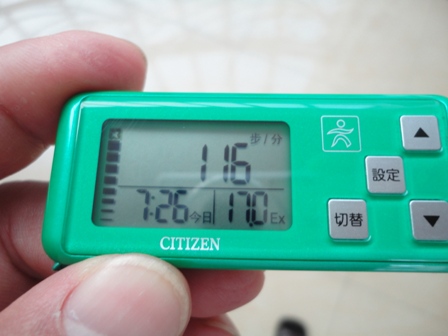 歩/分
116
7:26 今日 17.0 Ex
CITIZEN
設定
切替
▲
▼